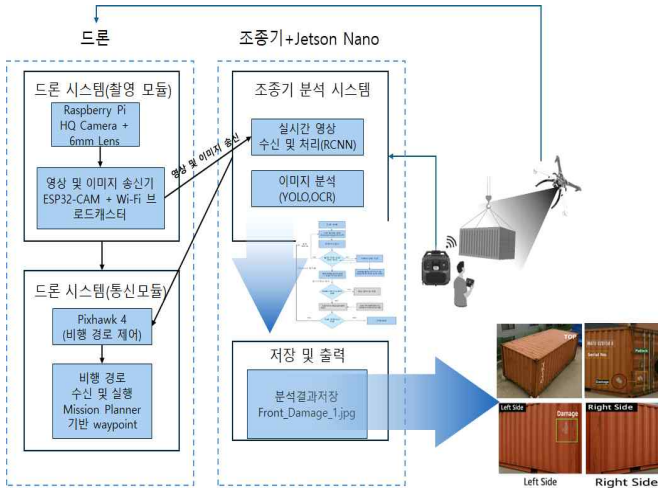 드론
조종기+Jetson Nano
드론 시스템(촬영 모듈)
Raspberry Pi
HQ Camera +
6mm Lens
영상 및 이미지 송신기
ESP32-CAM + Wi-Fi 브
로드캐스터
드론 시스템(통신모듈)
Pixhawk 4
(비행 경로 제어)
비행 경로
수신 및 실행
Mission Planner
기반 waypoint
영상 및 이미지 송신
조종기 분석 시스템
실시간 영상
수신 및 처리(RCNN)
이미지 분석
(YOLO,OCR)
저장 및 출력
분석결과저장
Front_Damage_1.jpg
TOP
Serial No.
Damage
Left Side
Damage
Right Side
Left Side
Right Side